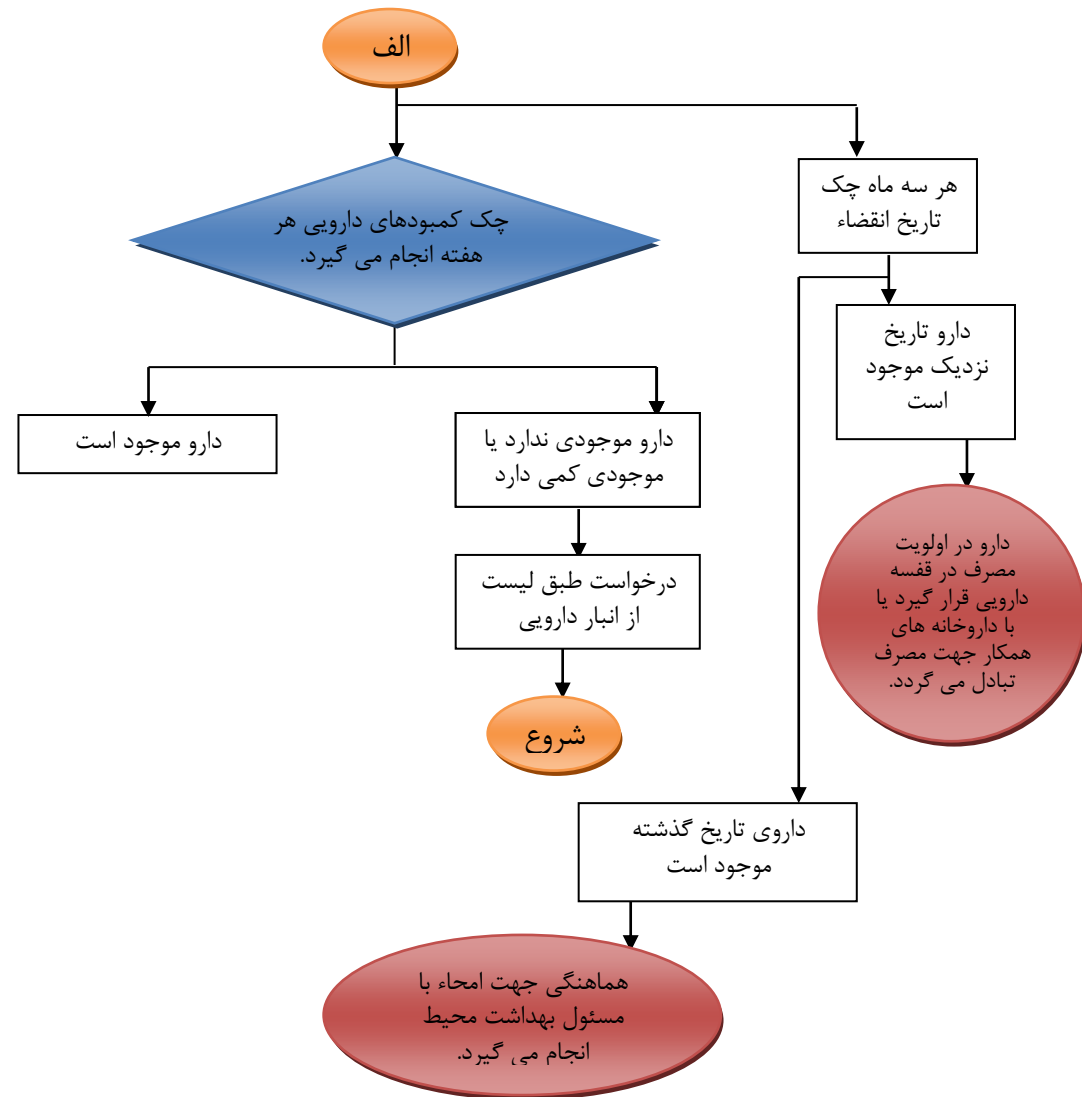 الف
هر سه ماه چک
تاریخ انقضاء
چک کمبودهای دارویی هر
هفته انجام می گیرد.
دارو تاریخ
نزدیک موجود
است
دارو موجودی ندارد یا
موجودی کمی دارد
دارو موجود است
دارو در اولویت
مصرف در قفسه
دارویی قرار گیرد یا
با داروخانه های
همکار جهت مصرف
تبادل می گردد.
درخواست طبق لیست
از انبار دارویی
شروع
داروی تاریخ گذشته
موجود است
هماهنگی جهت امحاء با
مسئول بهداشت محیط
انجام می گیرد.